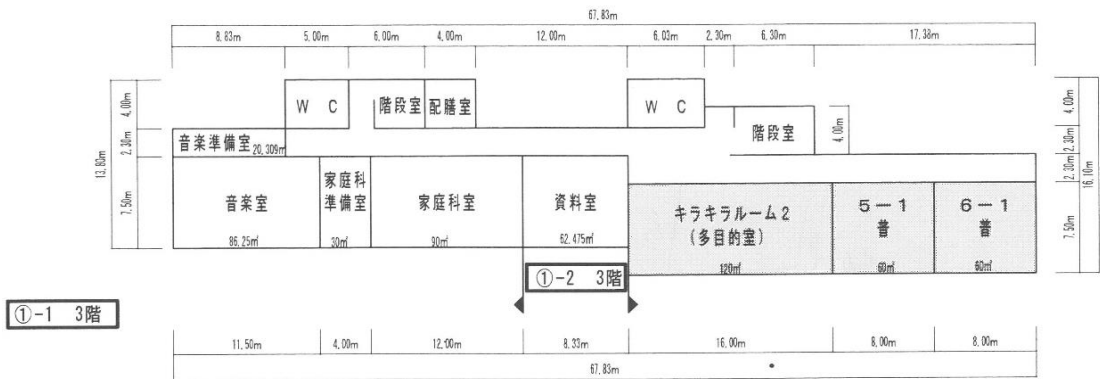 67.83m
8.83m 5.00m 6.00m 4.00m 12.00m 6.03m 2.30m 6.30m 17.38m
13.80m 4.00m 2.30m 7.50m
W C
階段室
配膳室
W C
階段室
4.00m
4.00m 2.30m 2.30m 7.50m 16.10m
音楽準備室 20.309㎡
音楽室
86.25㎡
家庭科
準備室
30㎡
家庭科室
90㎡
資料室
62.475㎡
キラキラルーム2
(多目的室)
120㎡
5-1
普
60㎡
6-1
普
60㎡
①-2 3階
①-1 3階
11.50m 4.00m 12.00m 8.33m 16.00m 8.00m 8.00m
67.83m